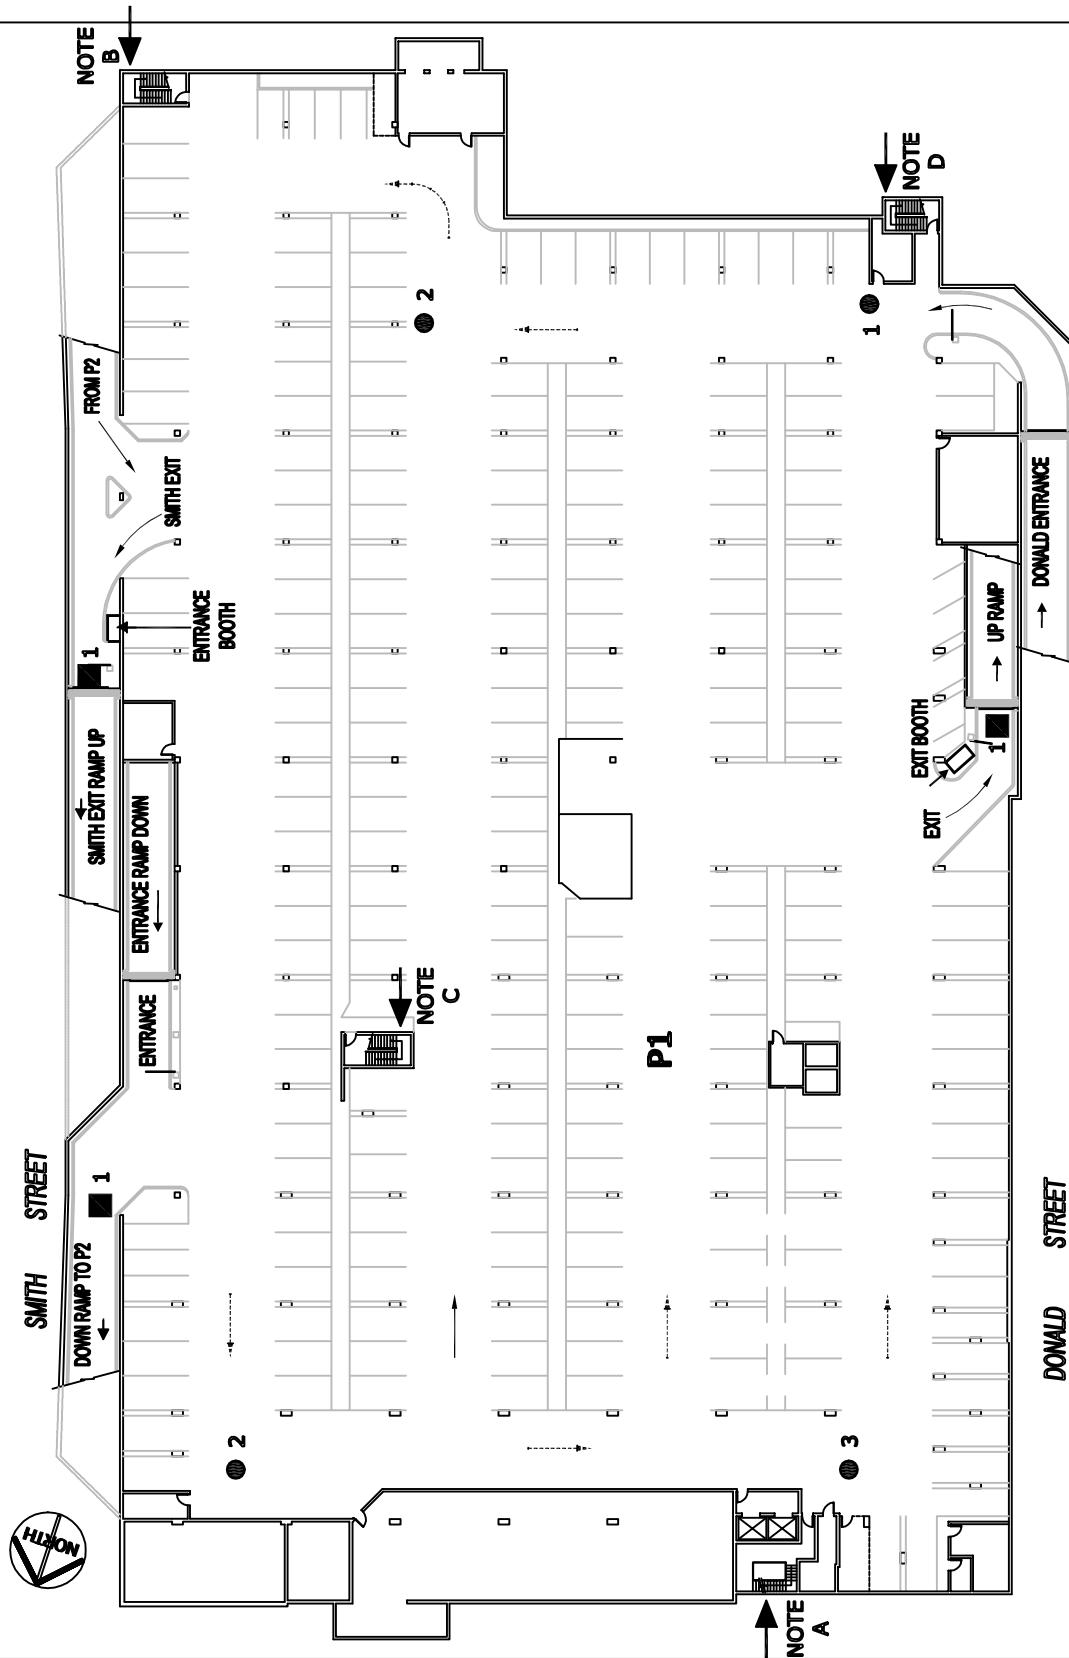 NOTE
B
NOTE
D
2
1
FROM P2
SMITH EXIT
ENTRANCE
BOOTH
1
DONALD ENTRANCE
UP RAMP
EXIT BOOTH
1
EXIT
SMITH EXIT RAMP UP
ENTRANCE RAMP DOWN
ENTRANCE
NOTE
C
P1
SMITH STREET
1
DOWN RAMP TO P2
DONALD STREET
2
3
NORTH
NOTE
A